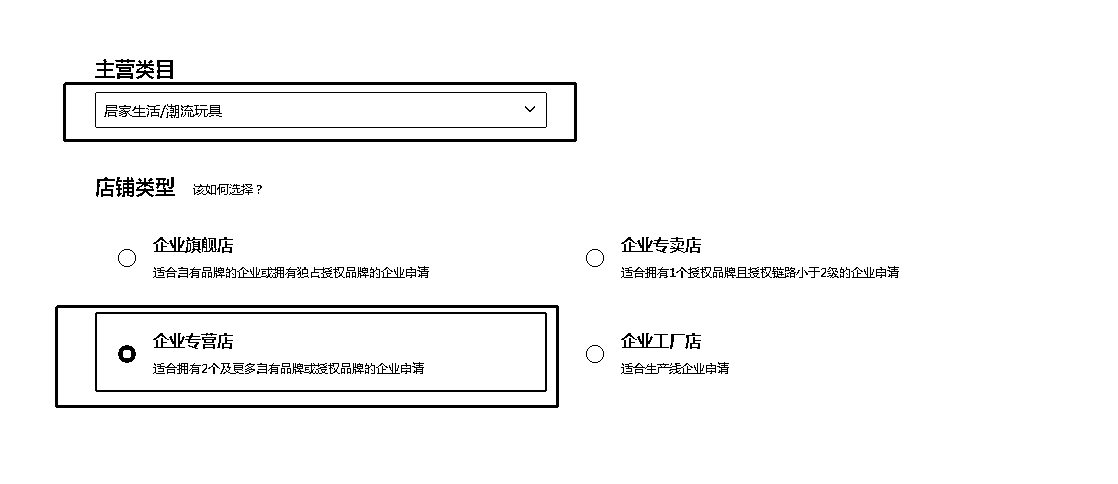 主营类目
居家生活/潮流玩具
店铺类型 该如何选择？
企业旗舰店
适合自有品牌的企业或拥有独占授权品牌的企业申请
企业专卖店
适合拥有1个授权品牌且授权链路小于2级的企业申请
企业专营店
适合拥有2个及更多自有品牌或授权品牌的企业申请
企业工厂店
适合生产线企业申请